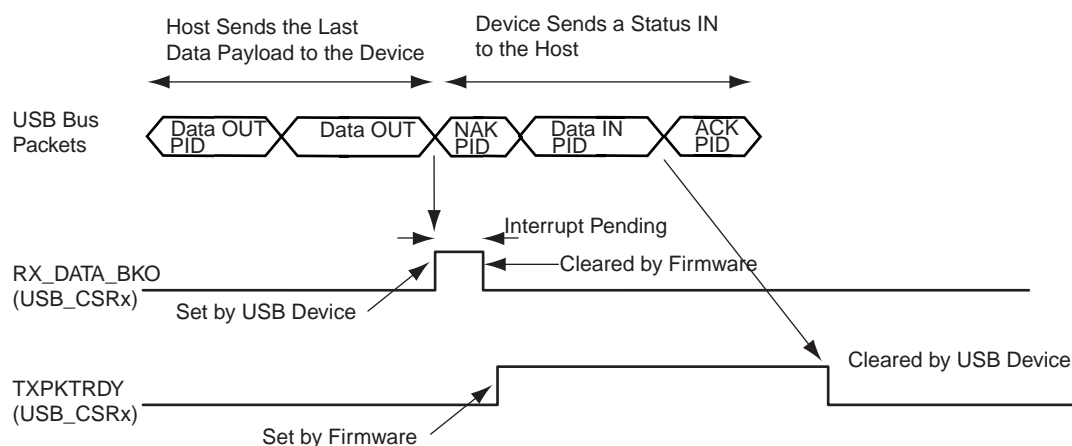 Host Sends the Last
Data Payload to the Device
Device Sends a Status IN
to the Host
USB Bus
Packets
Data OUT
PID
Data OUT
NAK
PID
Data IN
PID
ACK
PID
Interrupt Pending
RX_DATA_BKO
(USB_CSRx)
Cleared by Firmware
Set by USB Device
Cleared by USB Device
TXPKTRDY
(USB_CSRx)
Set by Firmware